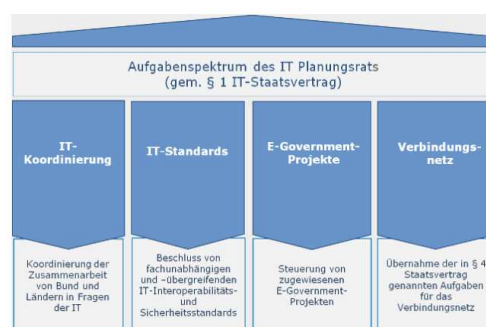 Aufgabenspektrum des IT Planungsrats
(gem. § 1 IT-Staatsvertrag)
IT-
Koordinierung
IT-Standards
E-Government-
Projekte
Verbindungs-
netz
Koordinierung der
Zusammenarbeit
von Bund und
Ländern in Fragen
der IT
Beschluss von
fachunabhängigen
und -übergreifenden
IT-Interoperabilitäts-
und
Sicherheitsstandards
Steuerung von
zugewiesenen
E-Government-
Projekten
Übernahme der in § 4
Staatsvertrag
genannten Aufgaben
für das
Verbindungsnetz